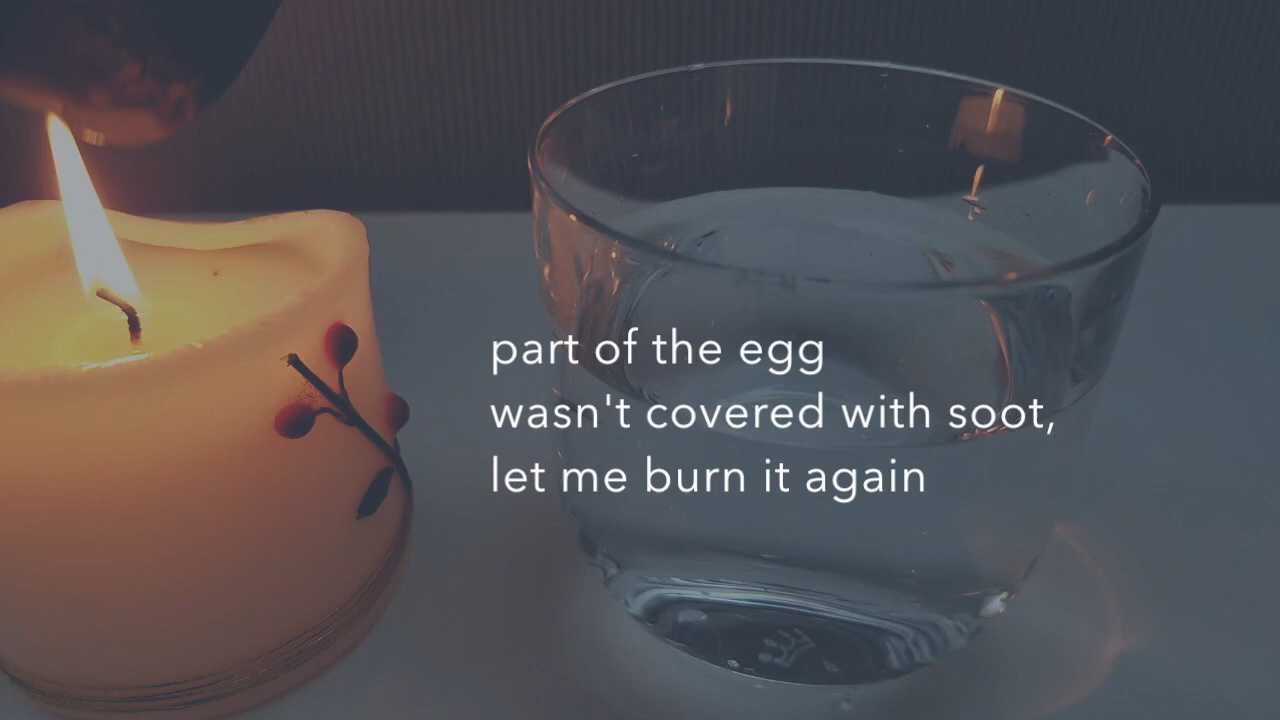 part of the egg
wasn't covered with soot,
let me burn it again